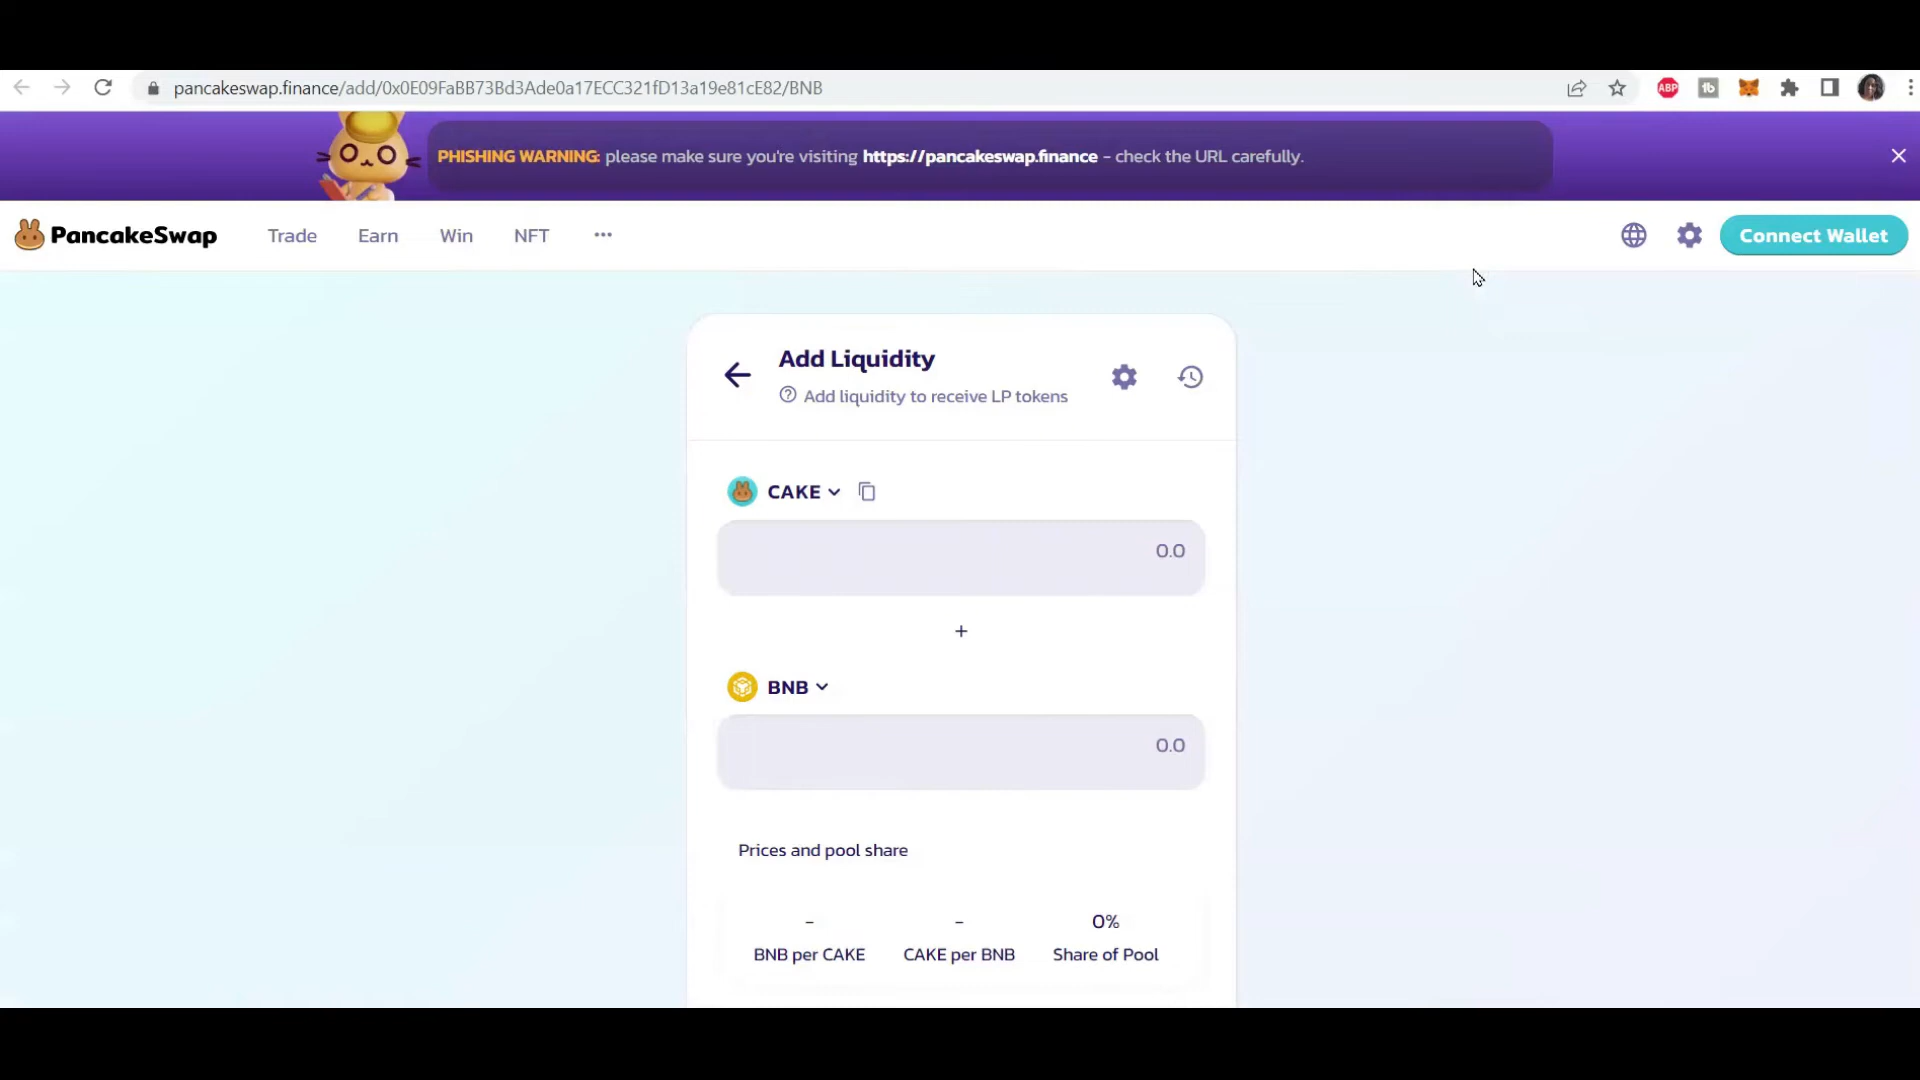 pancakeswap.finance/add/0x0E09FaBB73Bd3Ade0a17ECC321fD13a19e81cE82/BNB
ABP
tb
PHISHING WARNING: please make sure you're visiting https://pancakeswap.finance - check the URL carefully.
PancakeSwap
Trade
Earn
Win
NFT
Connect Wallet
Add Liquidity
Add liquidity to receive LP tokens
CAKE
0.0
+
BNB
0.0
Prices and pool share
- - 0%
BNB per CAKE CAKE per BNB Share of Pool